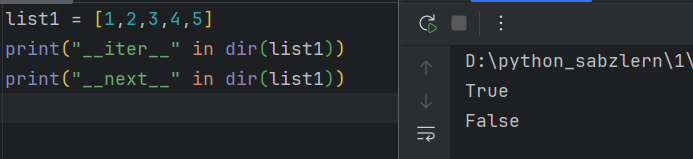 list1 = [1,2,3,4,5]
print("__iter__" in dir(list1))
print("__next__" in dir(list1))
D:\python_sabzlern\1\
True
False